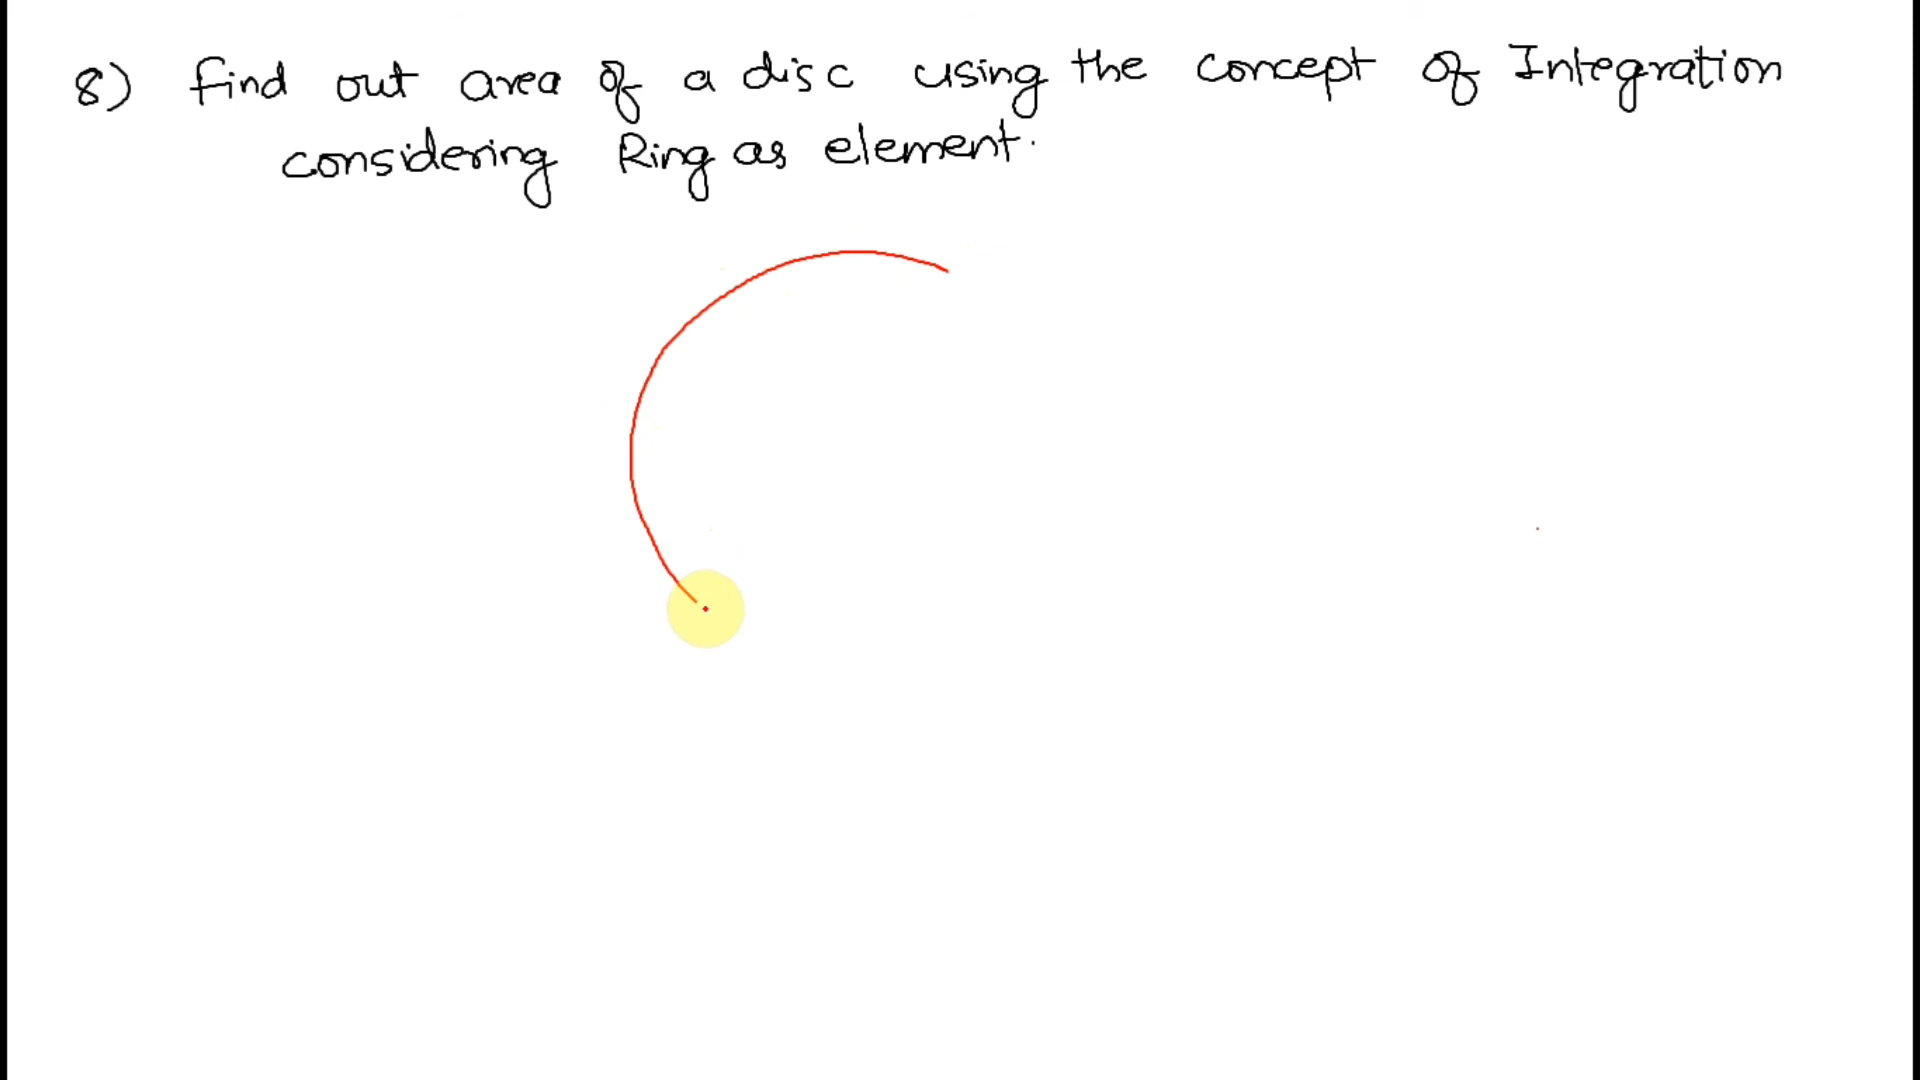 8) find out area of a disc using the concept of Integration
considering Ring as element.